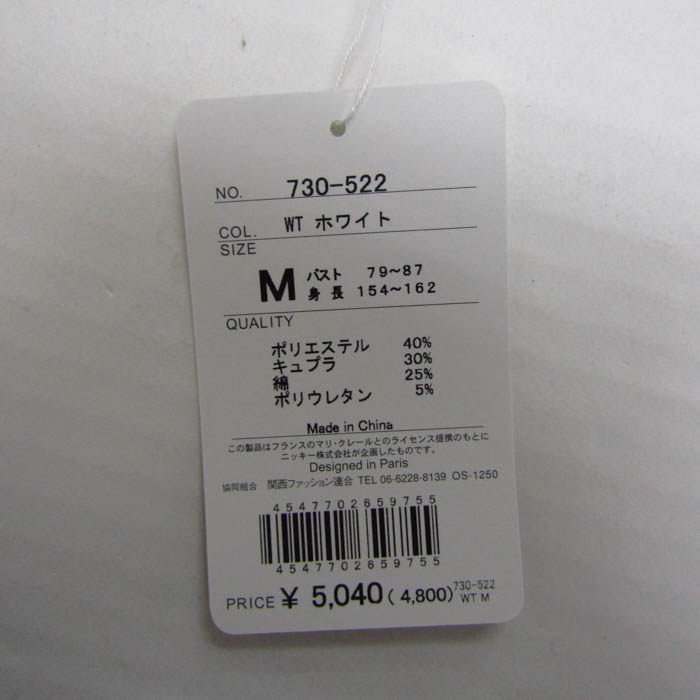 NO. 730-522
COL. WT ホワイト
SIZE
M バスト 79~87
身長 154~162
QUALITY
ポリエステル 40%
キュプラ 30%
綿 25%
ポリウレタン 5%
Made in China
この製品はフランスのマリ・クレールとのライセンス提携のもとに
ニッキー株式会社が企画したものです。
Designed in Paris
協同組合 関西ファッション連合 TEL 06-6228-8139 OS-1250
4547702659755
4547702659755
PRICE ¥ 5,040 (4,800) 730-522
WT M